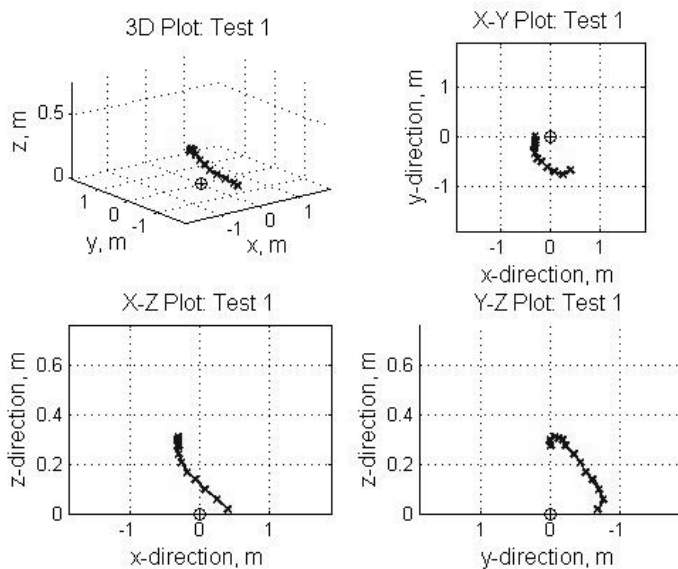 3D Plot: Test 1
z, m
0.5
0
1
0
-1
y, m
-1
0
1
x, m
X-Y Plot: Test 1
y-direction, m
1
0
-1
-1
0
1
x-direction, m
X-Z Plot: Test 1
z-direction, m
0.6
0.4
0.2
0
-1
0
1
x-direction, m
Y-Z Plot: Test 1
z-direction, m
0.6
0.4
0.2
0
1
0
-1
y-direction, m